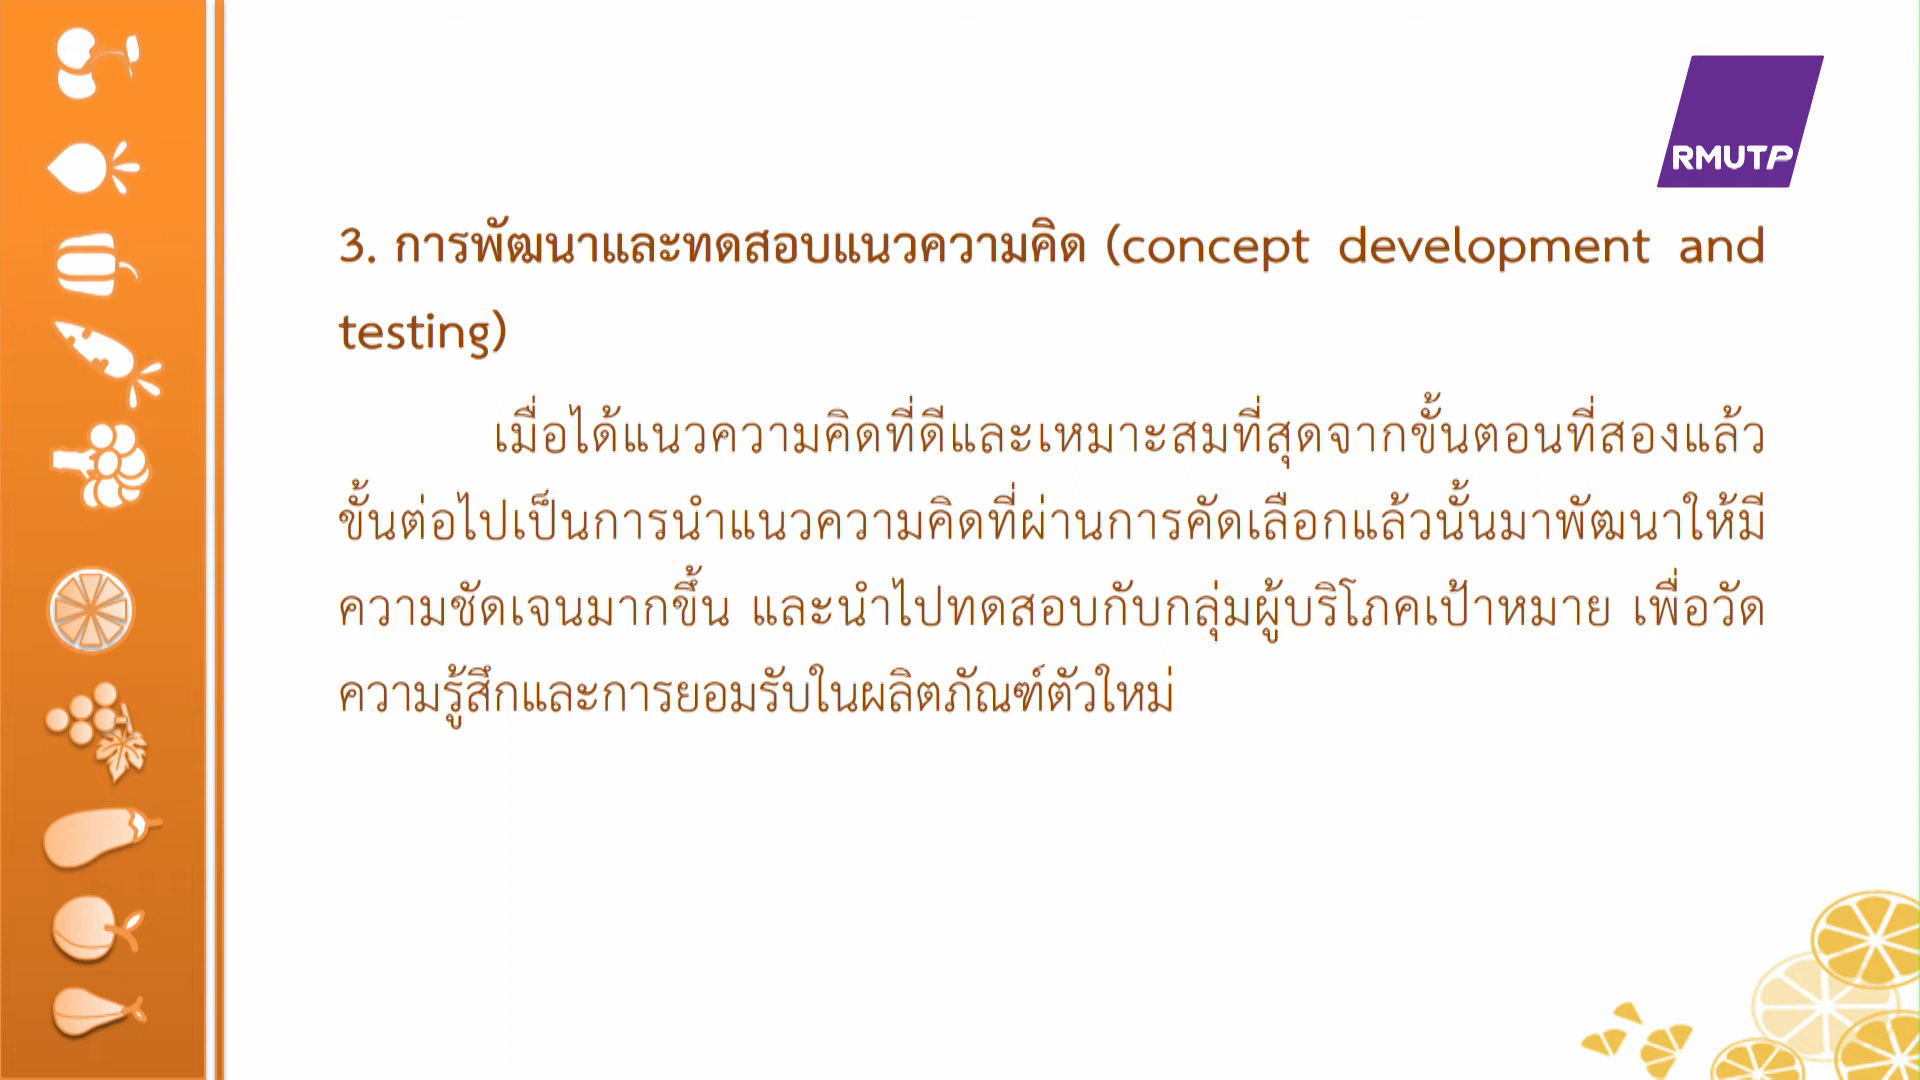 RMUTP
3. การพัฒนาและทดสอบแนวความคิด (concept development and
testing)
เมื่อได้แนวความคิดที่ดีและเหมาะสมที่สุดจากขั้นตอนที่สองแล้ว
ขั้นต่อไปเป็นการนำแนวความคิดที่ผ่านการคัดเลือกแล้วนั้นมาพัฒนาให้มี
ความชัดเจนมากขึ้น และนำไปทดสอบกับกลุ่มผู้บริโภคเป้าหมาย เพื่อวัด
ความรู้สึกและการยอมรับในผลิตภัณฑ์ตัวใหม่